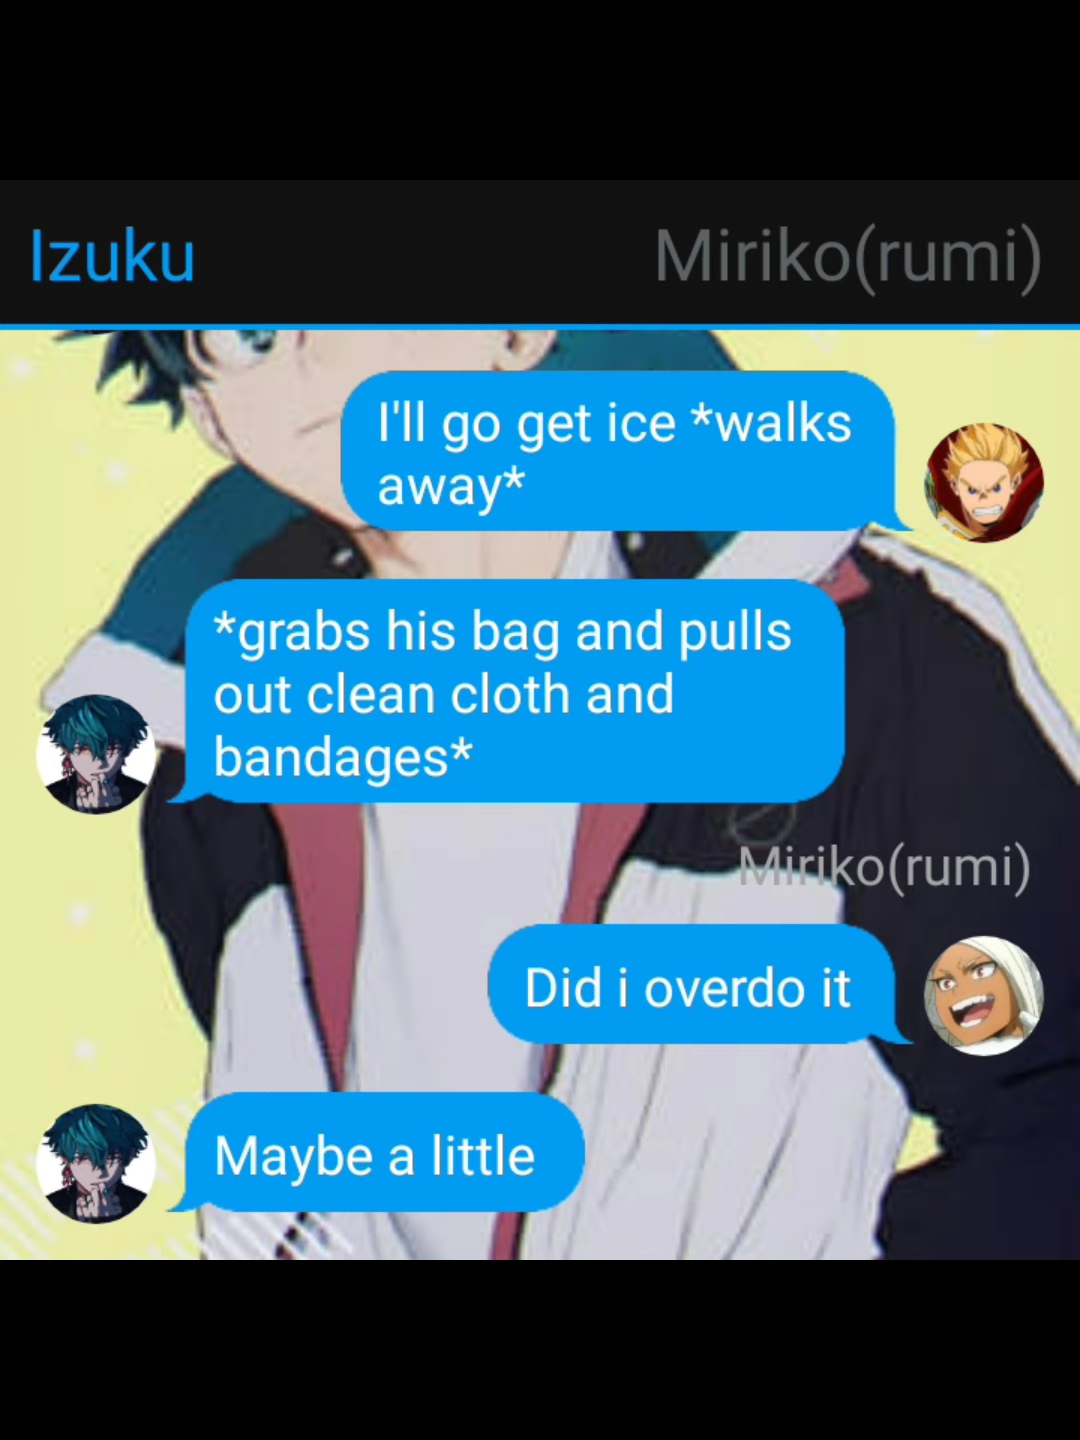 Izuku
Miriko(rumi)
I'll go get ice *walks
away*
*grabs his bag and pulls
out clean cloth and
bandages*
Miriko(rumi)
Did i overdo it
Maybe a little